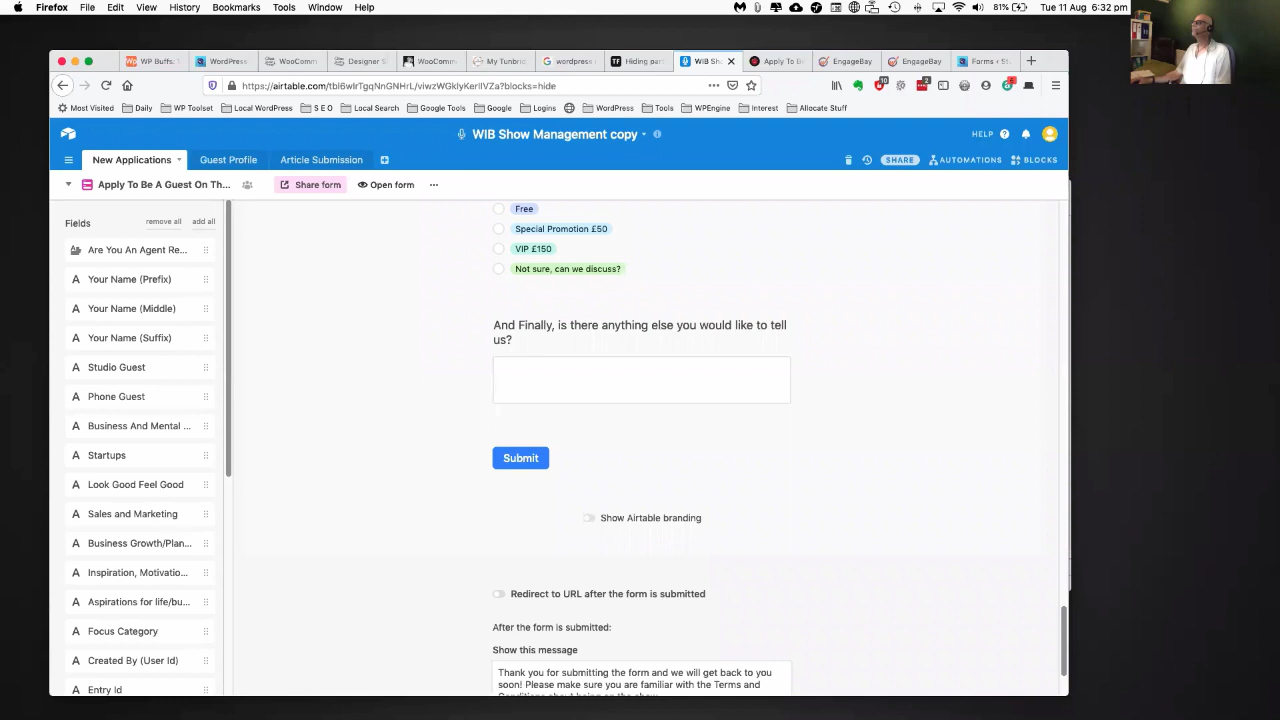 Firefox File Edit View History Bookmarks Tools Window Help 81% Tue 11 Aug 6:32 pm
WP Buffs: WordPress WooComm Designer S WooComm My Tunbrid wordpress Hiding part WIB Sho Apply To Be EngageBay EngageBay Forms ‹ St
https://airtable.com/
Most Visited Daily WP Toolset Local WordPress S E O Local Search Google Tools Google Logins WordPress Tools WPEngine Interest Allocate Stuff
WIB Show Management copy HELP
New Applications Guest Profile Article Submission SHARE AUTOMATIONS BLOCKS
Apply To Be A Guest On Th... Share form Open form
Fields remove all add all
Are You An Agent Re...
Your Name (Prefix)
Your Name (Middle)
Your Name (Suffix)
Studio Guest
Phone Guest
Business And Mental ...
Startups
Look Good Feel Good
Sales and Marketing
Business Growth/Plan...
Inspiration, Motivatio...
Aspirations for life/bu...
Focus Category
Created By (User Id)
Entry Id
Free
Special Promotion £50
VIP £150
Not sure, can we discuss?
And Finally, is there anything else you would like to tell
us?
Submit
Show Airtable branding
Redirect to URL after the form is submitted
After the form is submitted:
Show this message
Thank you for submitting the form and we will get back to you
soon! Please make sure you are familiar with the Terms and
Conditions about being on the show